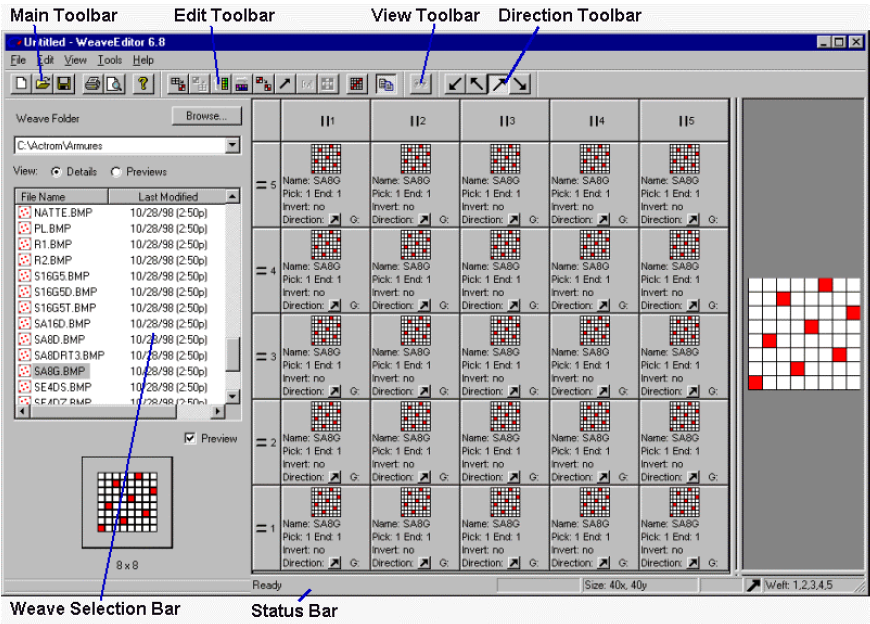 Main Toolbar Edit Toolbar View Toolbar Direction Toolbar
Untitled - WeaveEditor 6.8
File Edit View Tools Help
Weave Folder Browse...
C:\Actrom\Armures
View: Details Previews
File Name Last Modified
NATTE.BMP 10/28/98 (2:50p)
PL.BMP 10/28/98 (2:50p)
R1.BMP 10/28/98 (2:50p)
R2.BMP 10/28/98 (2:50p)
S16G5.BMP 10/28/98 (2:50p)
S16G5D.BMP 10/28/98 (2:50p)
S16G5T.BMP 10/28/98 (2:50p)
SA16D.BMP 10/28/98 (2:50p)
SA8D.BMP 10/28/98 (2:50p)
SA8DRT3.BMP 10/28/98 (2:50p)
SA8G.BMP 10/28/98 (2:50p)
SE4DS.BMP 10/28/98 (2:50p)
SE4DZ.BMP 10/28/98 (2:50p)
Preview
8 x 8
1 2 3 4 5
5
Name: SA8G Name: SA8G Name: SA8G Name: SA8G Name: SA8G
Pick: 1 End: 1 Pick: 1 End: 1 Pick: 1 End: 1 Pick: 1 End: 1 Pick: 1 End: 1
Invert: no Invert: no Invert: no Invert: no Invert: no
Direction: G: Direction: G: Direction: G: Direction: G: Direction: G:
4
Name: SA8G Name: SA8G Name: SA8G Name: SA8G Name: SA8G
Pick: 1 End: 1 Pick: 1 End: 1 Pick: 1 End: 1 Pick: 1 End: 1 Pick: 1 End: 1
Invert: no Invert: no Invert: no Invert: no Invert: no
Direction: G: Direction: G: Direction: G: Direction: G: Direction: G:
3
Name: SA8G Name: SA8G Name: SA8G Name: SA8G Name: SA8G
Pick: 1 End: 1 Pick: 1 End: 1 Pick: 1 End: 1 Pick: 1 End: 1 Pick: 1 End: 1
Invert: no Invert: no Invert: no Invert: no Invert: no
Direction: G: Direction: G: Direction: G: Direction: G: Direction: G:
2
Name: SA8G Name: SA8G Name: SA8G Name: SA8G Name: SA8G
Pick: 1 End: 1 Pick: 1 End: 1 Pick: 1 End: 1 Pick: 1 End: 1 Pick: 1 End: 1
Invert: no Invert: no Invert: no Invert: no Invert: no
Direction: G: Direction: G: Direction: G: Direction: G: Direction: G:
1
Name: SA8G Name: SA8G Name: SA8G Name: SA8G Name: SA8G
Pick: 1 End: 1 Pick: 1 End: 1 Pick: 1 End: 1 Pick: 1 End: 1 Pick: 1 End: 1
Invert: no Invert: no Invert: no Invert: no Invert: no
Direction: G: Direction: G: Direction: G: Direction: G: Direction: G:
Ready Size: 40x, 40y Weft: 1,2,3,4,5
Weave Selection Bar Status Bar